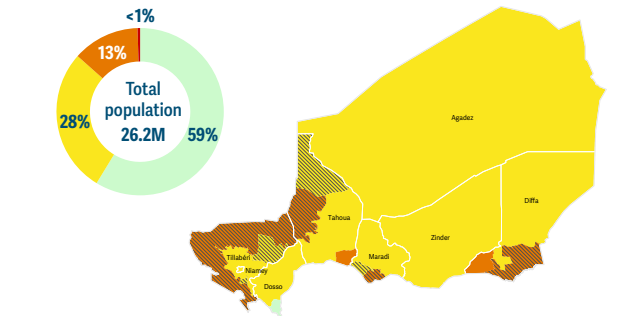 <1%
13%
Total
population
28%
26.2M
59%
Agadez
Diffa
Tahoua
Zinder
Tillabéri
Maradi
Niamey
Dosso